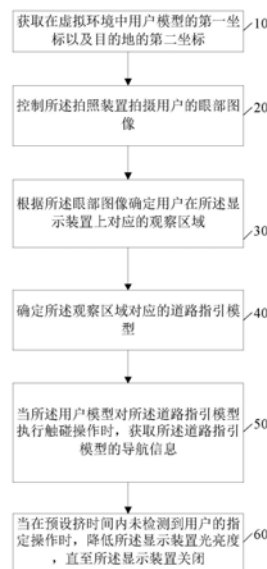 获取在虚拟环境中用户模型的第一坐
标以及目的地的第二坐标
10
控制所述拍照装置拍摄用户的眼部图
像
20
根据所述眼部图像确定用户在所述显
示装置上对应的观察区域
30
确定所述观察区域对应的道路指引模
型
40
当所述用户模型对所述道路指引模型
执行触碰操作时，获取所述道路指引
模型的导航信息
50
当在预设挤时间内未检测到用户的指
定操作时，降低所述显示装置光亮度
，直至所述显示装置关闭
60